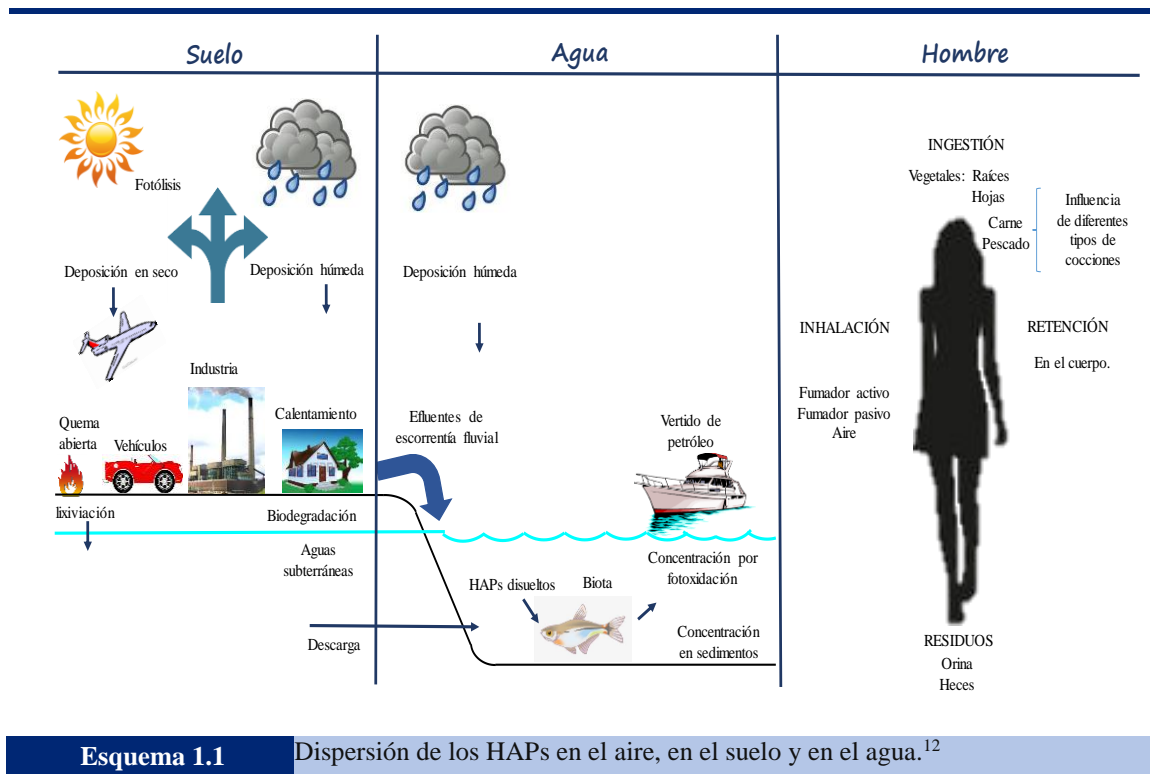 Suelo
Agua
Hombre
Fotólisis
Deposición en seco
Deposición húmeda
Industria
Calentamiento
Quema
abierta
Vehículos
lixiviación
Biodegradación
Aguas
subterráneas
Descarga
Deposición húmeda
Efluentes de
escorrentía fluvial
Vertido de
petróleo
HAPs disueltos
Biota
Concentración por
fotoxidación
Concentración
en sedimentos
INGESTIÓN
Vegetales: Raíces
Hojas
Carne
Pescado
Influencia
de diferentes
tipos de
cocciones
INHALACIÓN
Fumador activo
Fumador pasivo
Aire
RETENCIÓN
En el cuerpo.
RESIDUOS
Orina
Heces
Esquema 1.1 Dispersión de los HAPs en el aire, en el suelo y en el agua.12